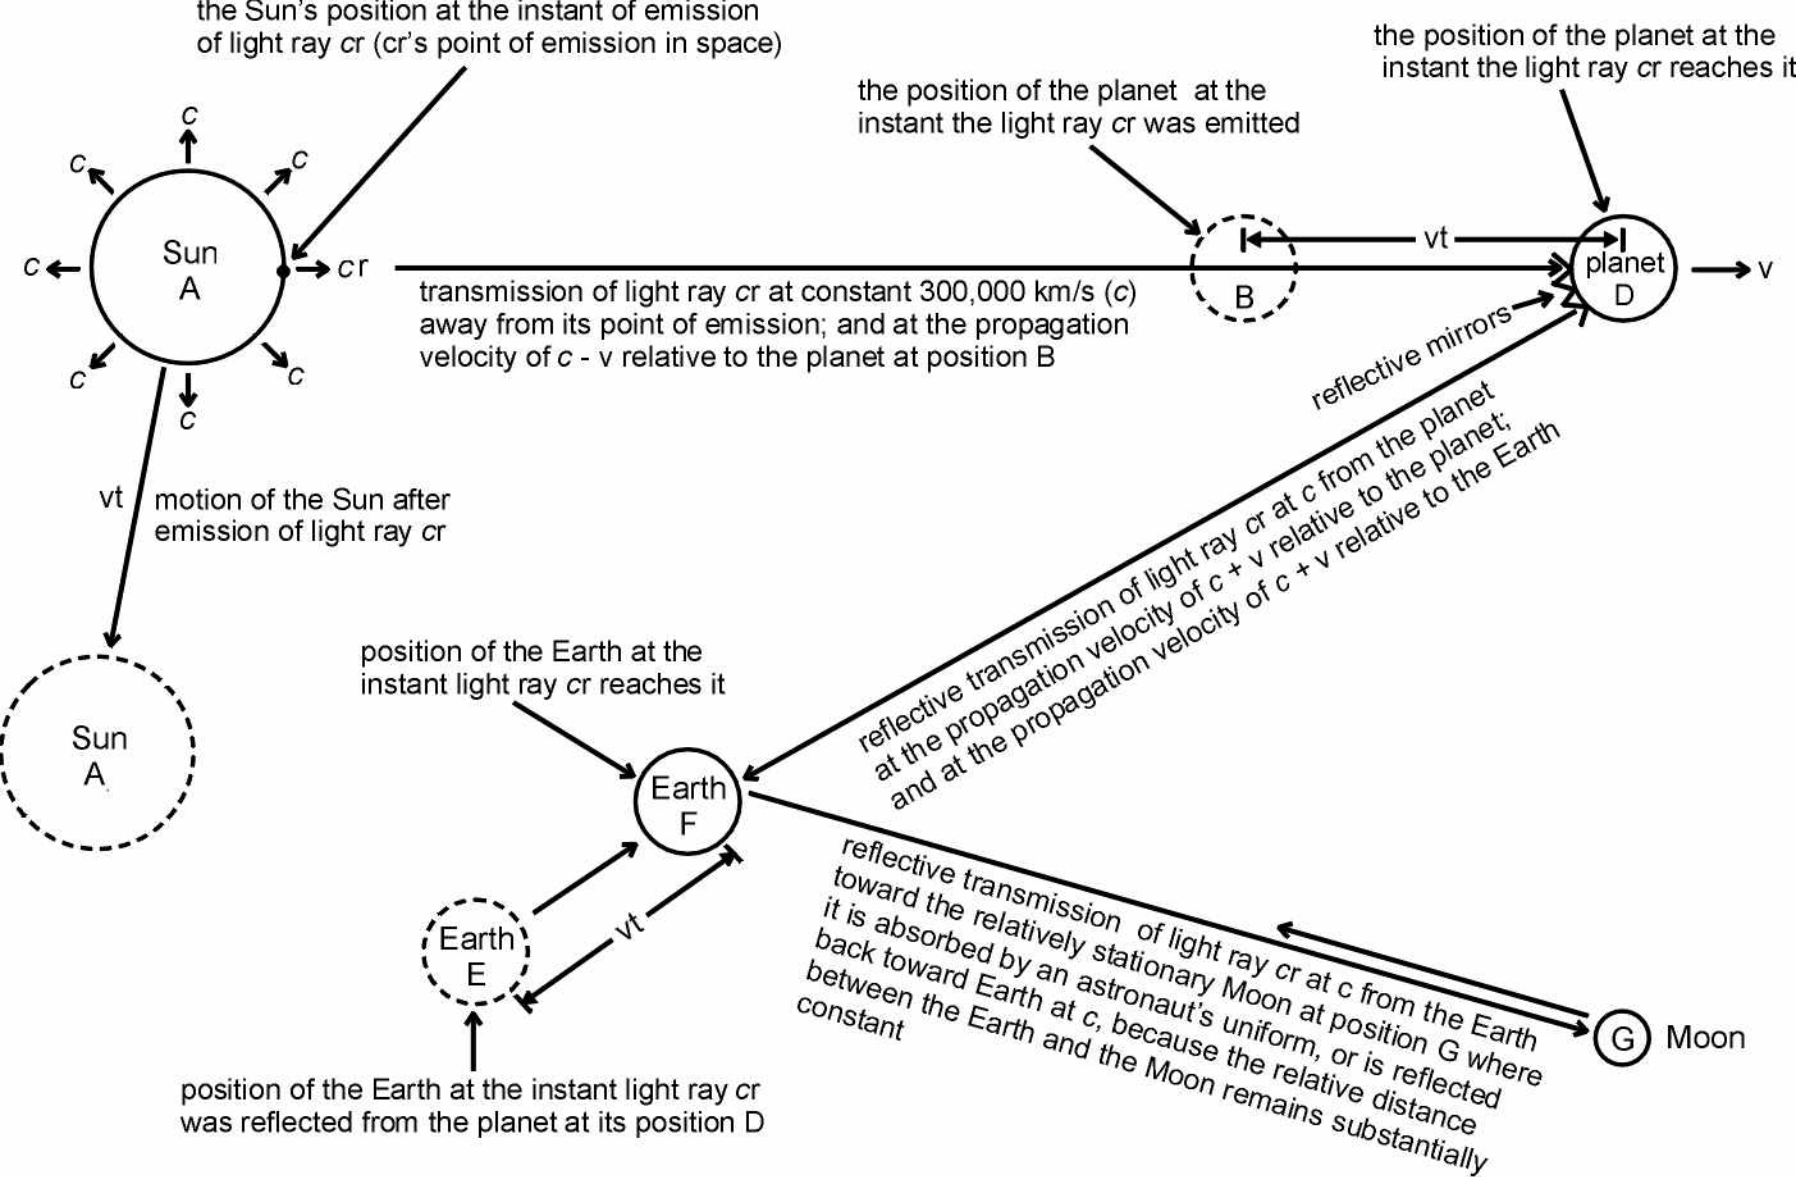 the Sun's position at the instant of emission
of light ray cr (cr's point of emission in space)
the position of the planet at the
instant the light ray cr reaches it
the position of the planet at the
instant the light ray cr was emitted
c
c
c
c
c
c
c
Sun
A
cr
vt
B
planet
D
v
transmission of light ray cr at constant 300,000 km/s (c)
away from its point of emission; and at the propagation
velocity of c - v relative to the planet at position B
reflective mirrors
vt
motion of the Sun after
emission of light ray cr
reflective transmission of light ray cr at c from the planet
at the propagation velocity of c + v relative to the planet;
and at the propagation velocity of c + v relative to the Earth
Sun
A
position of the Earth at the
instant light ray cr reaches it
Earth
F
vt
Earth
E
position of the Earth at the instant light ray cr
was reflected from the planet at its position D
reflective transmission of light ray cr at c from the Earth
toward the relatively stationary Moon at position G where
it is absorbed by an astronaut's uniform, or is reflected
back toward Earth at c, because the relative distance
between the Earth and the Moon remains substantially
constant
G
Moon